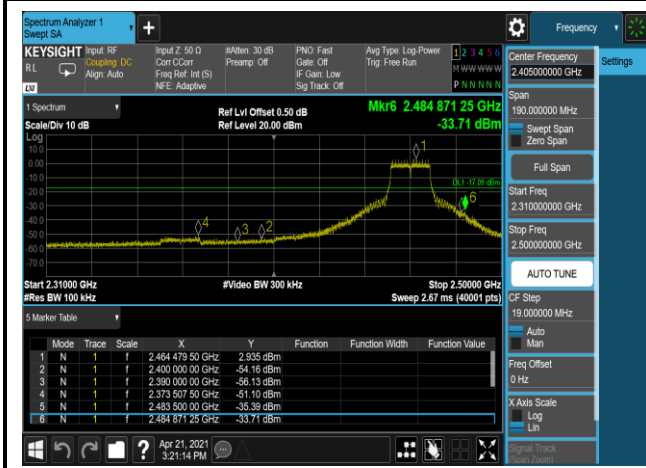 Spectrum Analyzer 1
Swept SA
+
Frequency
KEYSIGHT Input: RF
RL Coupling: DC
Align: Auto
Input Z: 50 Ω
Corr CCorr
Freq Ref: Int (S)
NFE: Adaptive
#Atten: 30 dB
Preamp: Off
PNO: Fast
Gate: Off
IF Gain: Low
Sig Track: Off
Avg Type: Log-Power
Trig: Free Run
1 2 3 4 5 6
M W W W W W
P N N N N N
LXI
1 Spectrum
Scale/Div 10 dB
Ref Lvl Offset 0.50 dB
Ref Level 20.00 dBm
Mkr6 2.484 871 25 GHz
-33.71 dBm
Log
10.0
0.00
-10.0
-20.0
-30.0
-40.0
-50.0
-60.0
-70.0
1
DL1 -17.09 dBm
6
4
3
2
Start 2.31000 GHz
#Res BW 100 kHz
#Video BW 300 kHz
Stop 2.50000 GHz
Sweep 2.67 ms (40001 pts)
5 Marker Table
Mode Trace Scale X Y Function Function Width Function Value
1 N 1 f 2.464 479 50 GHz 2.935 dBm
2 N 1 f 2.400 000 00 GHz -54.16 dBm
3 N 1 f 2.390 000 00 GHz -56.13 dBm
4 N 1 f 2.373 507 50 GHz -51.10 dBm
5 N 1 f 2.483 500 00 GHz -35.39 dBm
6 N 1 f 2.484 871 25 GHz -33.71 dBm
?
Apr 21, 2021
3:21:14 PM
Center Frequency
2.405000000 GHz
Settings
Span
190.000000 MHz
Swept Span
Zero Span
Full Span
Start Freq
2.310000000 GHz
Stop Freq
2.500000000 GHz
AUTO TUNE
CF Step
19.000000 MHz
Auto
Man
Freq Offset
0 Hz
X Axis Scale
Log
Lin
Signal Track
(Span Zoom)